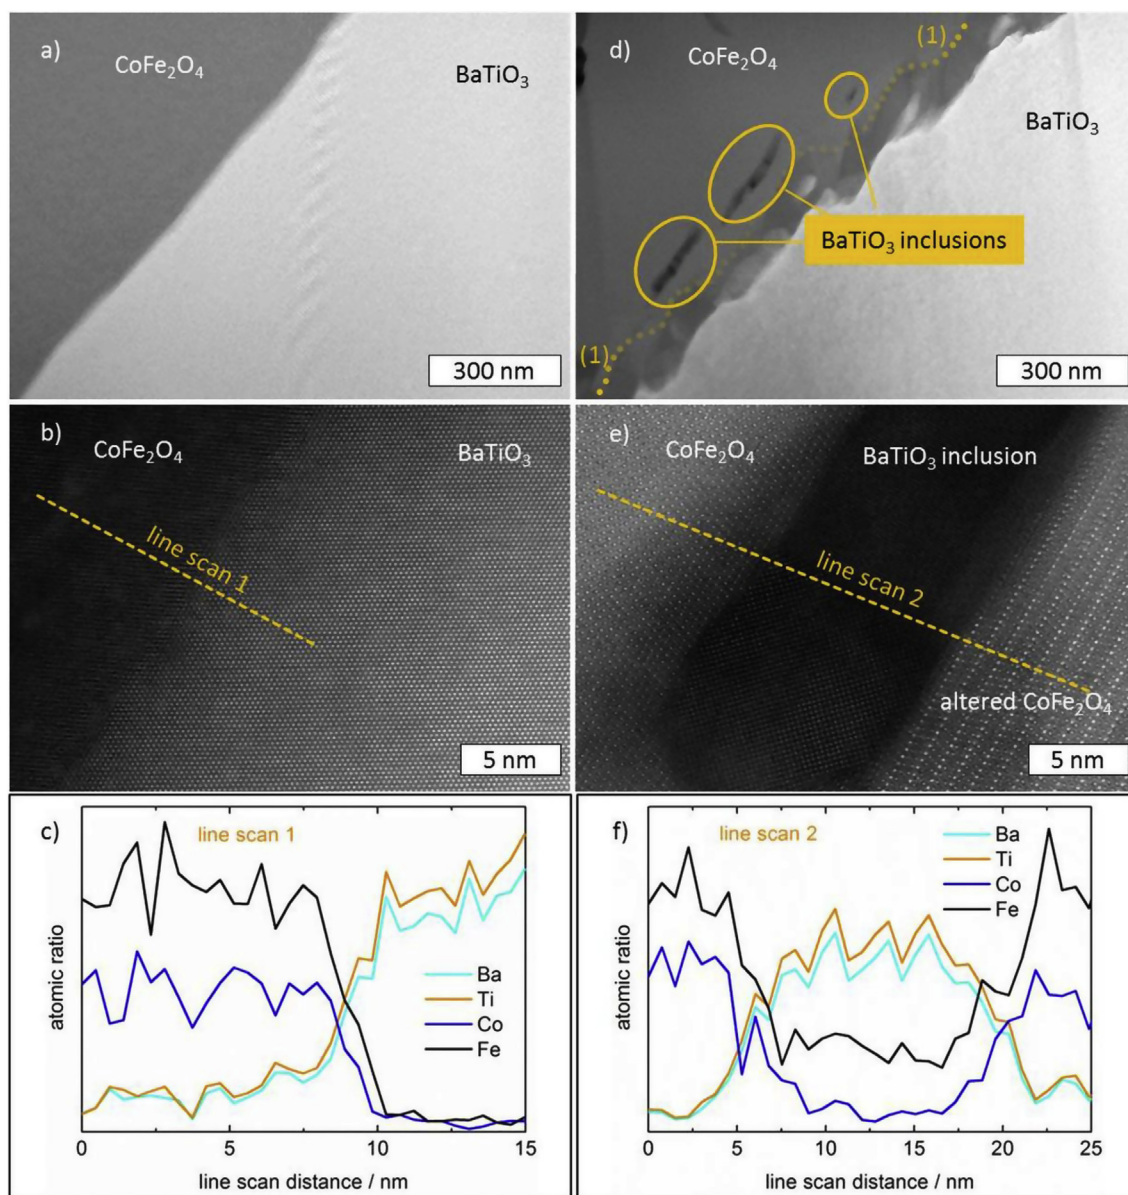 a)
CoFe₂O₄
BaTiO₃
300 nm
d)
CoFe₂O₄
(1)
BaTiO₃
BaTiO₃ inclusions
(1)
300 nm
b)
CoFe₂O₄
BaTiO₃
line scan 1
5 nm
e)
CoFe₂O₄
BaTiO₃ inclusion
line scan 2
altered CoFe₂O₄
5 nm
c)
line scan 1
Ba
Ti
Co
Fe
atomic ratio
0 5 10 15
line scan distance / nm
f)
line scan 2
Ba
Ti
Co
Fe
atomic ratio
0 5 10 15 20 25
line scan distance / nm